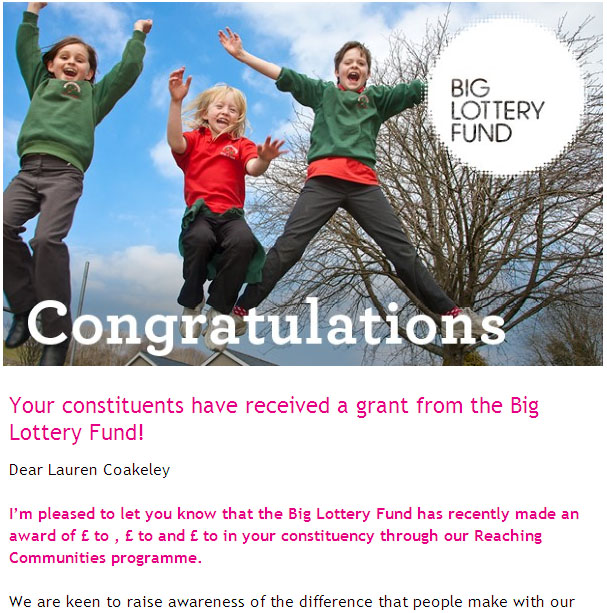 BIG
LOTTERY
FUND
Congratulations
Your constituents have received a grant from the Big
Lottery Fund!
Dear Lauren Coakeley
I'm pleased to let you know that the Big Lottery Fund has recently made an
award of £ to , £ to and £ to in your constituency through our Reaching
Communities programme.
We are keen to raise awareness of the difference that people make with our